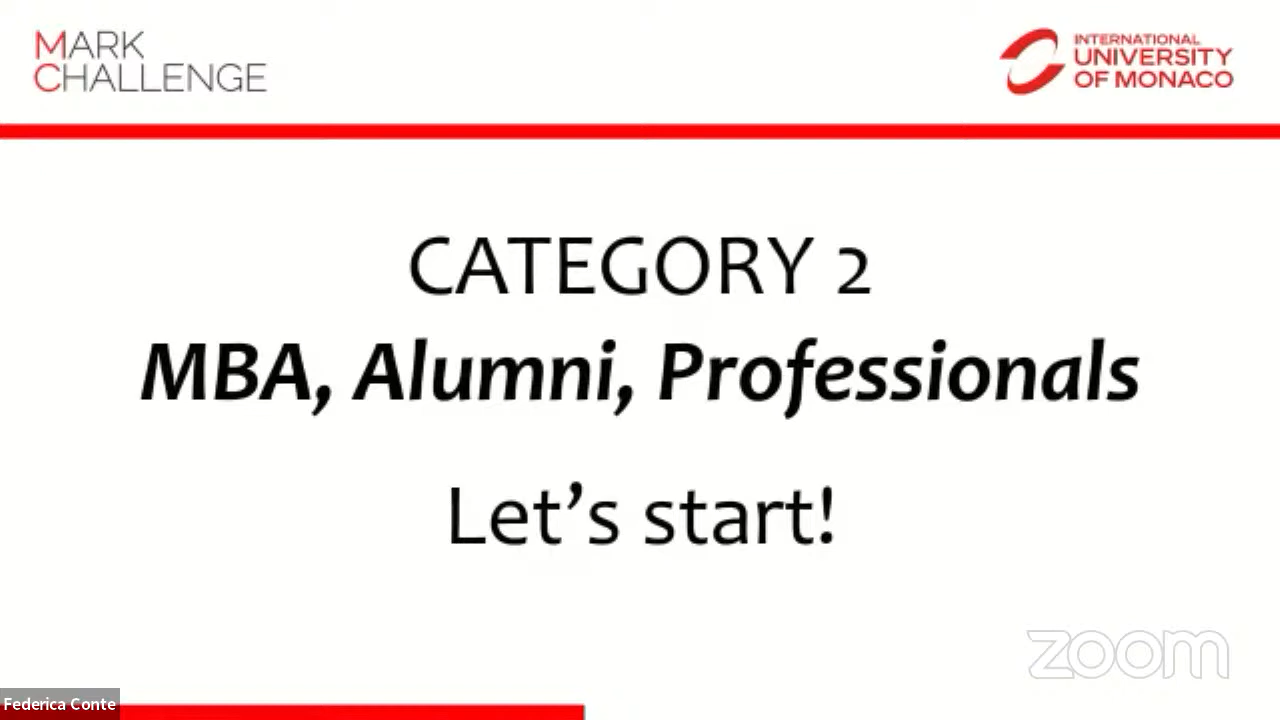 MARK
CHALLENGE
INTERNATIONAL
UNIVERSITY
OF MONACO
CATEGORY 2
MBA, Alumni, Professionals
Let's start!
zoom
Federica Conte